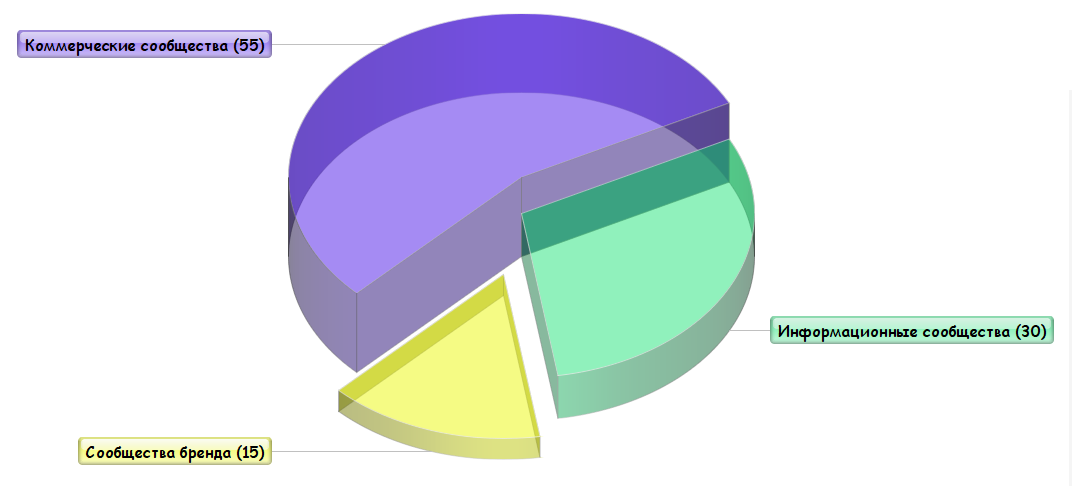 Коммерческие сообщества (55)
Информационные сообщества (30)
Сообщества бренда (15)